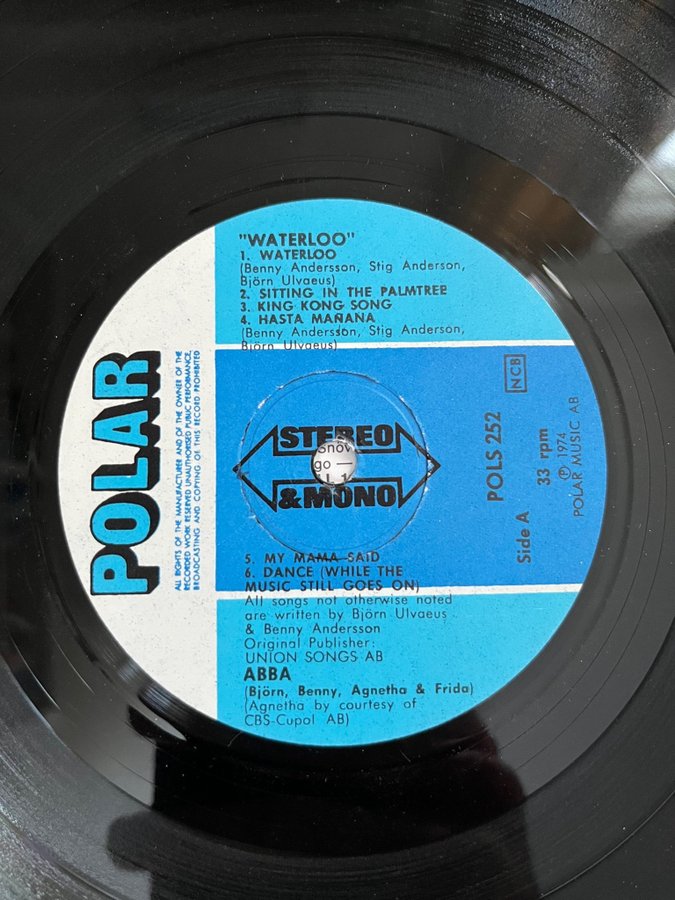 "WATERLOO"
1. WATERLOO
(Benny Andersson, Stig Anderson,
Björn Ulvaeus)
2. SITTING IN THE PALMTREE
3. KING KONG SONG
4. HASTA MAÑANA
(Benny Andersson, Stig Anderson,
Björn Ulvaeus)
POLAR
ALL RIGHTS OF THE MANUFACTURER AND OF THE OWNER OF THE
RECORDED WORK RESERVED UNAUTHORISED PUBLIC PERFORMANCE,
BROADCASTING AND COPYING OF THIS RECORD PROHIBITED
STEREO
& MONO
NCB
POLS 252
Side A
33 rpm
Ⓟ 1974
POLAR MUSIC AB
5. MY MAMA SAID
6. DANCE (WHILE THE
MUSIC STILL GOES ON)
All songs not otherwise noted
are written by Björn Ulvaeus
& Benny Andersson
Original Publisher:
UNION SONGS AB
ABBA
(Björn, Benny, Agnetha & Frida)
(Agnetha by courtesy of
CBS-Cupol AB)